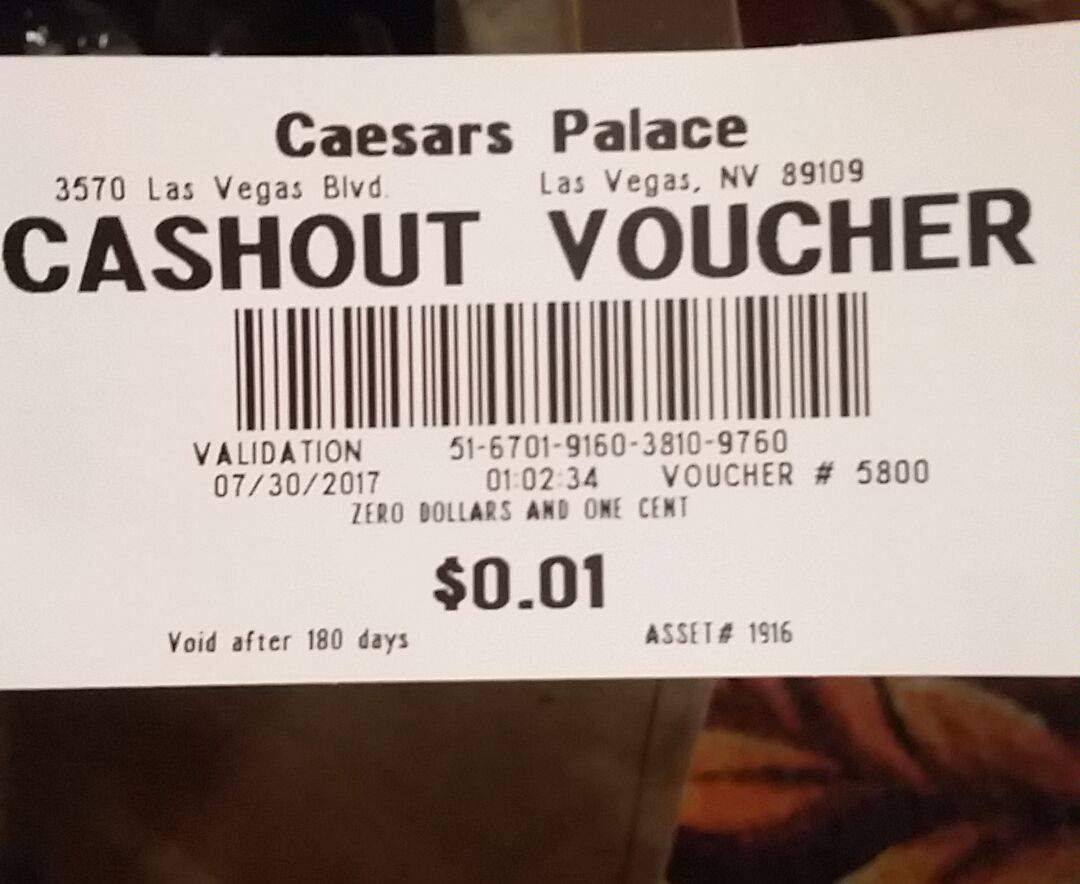 Caesars Palace
3570 Las Vegas Blvd. Las Vegas, NV 89109
CASHOUT VOUCHER
VALIDATION 51-6701-9160-3810-9760
07/30/2017 01:02:34 VOUCHER # 5800
ZERO DOLLARS AND ONE CENT
$0.01
Void after 180 days ASSET# 1916